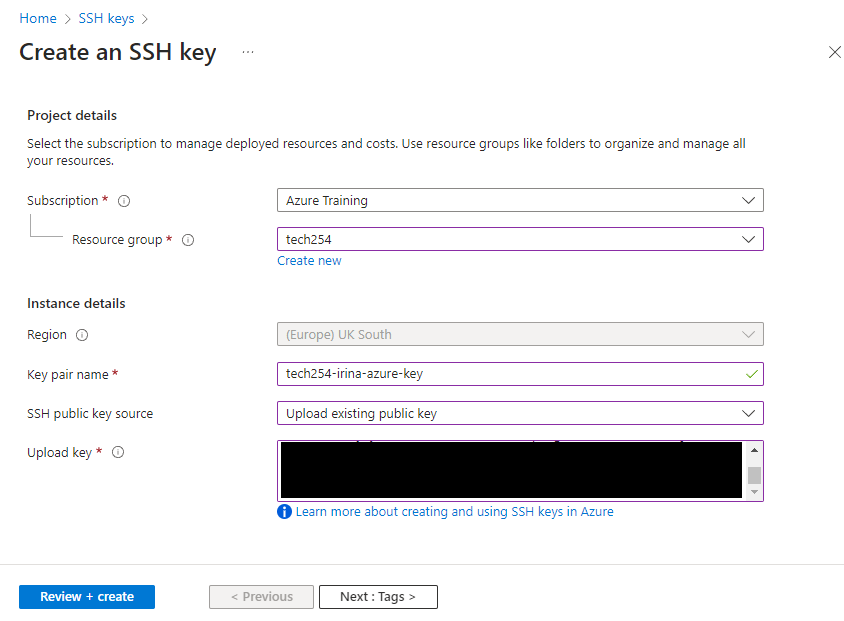 Home > SSH keys >
Create an SSH key ...
Project details
Select the subscription to manage deployed resources and costs. Use resource groups like folders to organize and manage all
your resources.
Subscription * Azure Training
Resource group * tech254
Create new
Instance details
Region (Europe) UK South
Key pair name * tech254-irina-azure-key
SSH public key source Upload existing public key
Upload key *
Learn more about creating and using SSH keys in Azure
Review + create < Previous Next : Tags >